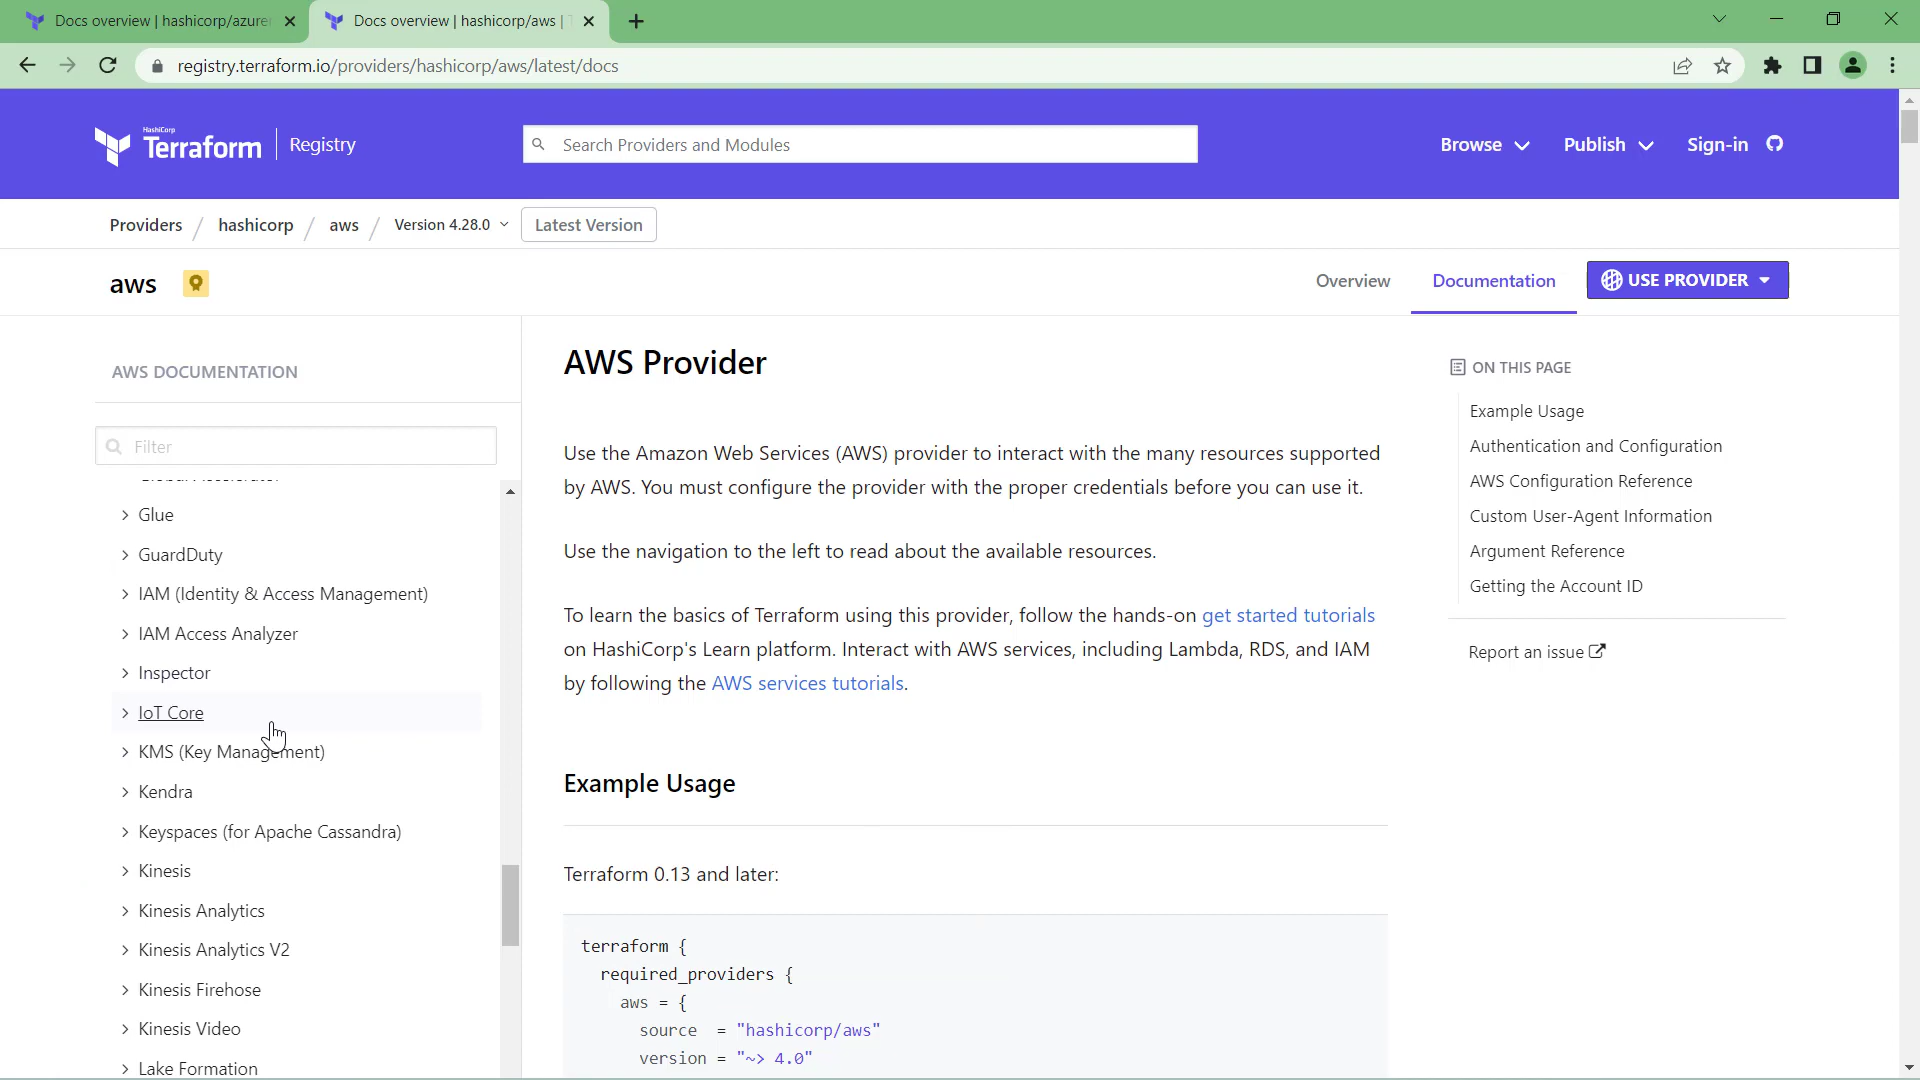 Docs overview | hashicorp/azure
Docs overview | hashicorp/aws |
registry.terraform.io/providers/hashicorp/aws/latest/docs
HashiCorp
Terraform
Registry
Search Providers and Modules
Browse
Publish
Sign-in
Providers / hashicorp / aws / Version 4.28.0
Latest Version
aws
Overview
Documentation
USE PROVIDER
AWS DOCUMENTATION
Filter
Global Accelerator
Glue
GuardDuty
IAM (Identity & Access Management)
IAM Access Analyzer
Inspector
IoT Core
KMS (Key Management)
Kendra
Keyspaces (for Apache Cassandra)
Kinesis
Kinesis Analytics
Kinesis Analytics V2
Kinesis Firehose
Kinesis Video
Lake Formation
AWS Provider
Use the Amazon Web Services (AWS) provider to interact with the many resources supported
by AWS. You must configure the provider with the proper credentials before you can use it.
Use the navigation to the left to read about the available resources.
To learn the basics of Terraform using this provider, follow the hands-on get started tutorials
on HashiCorp's Learn platform. Interact with AWS services, including Lambda, RDS, and IAM
by following the AWS services tutorials.
Example Usage
Terraform 0.13 and later:
terraform {
required_providers {
aws = {
source = "hashicorp/aws"
version = "~> 4.0"
ON THIS PAGE
Example Usage
Authentication and Configuration
AWS Configuration Reference
Custom User-Agent Information
Argument Reference
Getting the Account ID
Report an issue